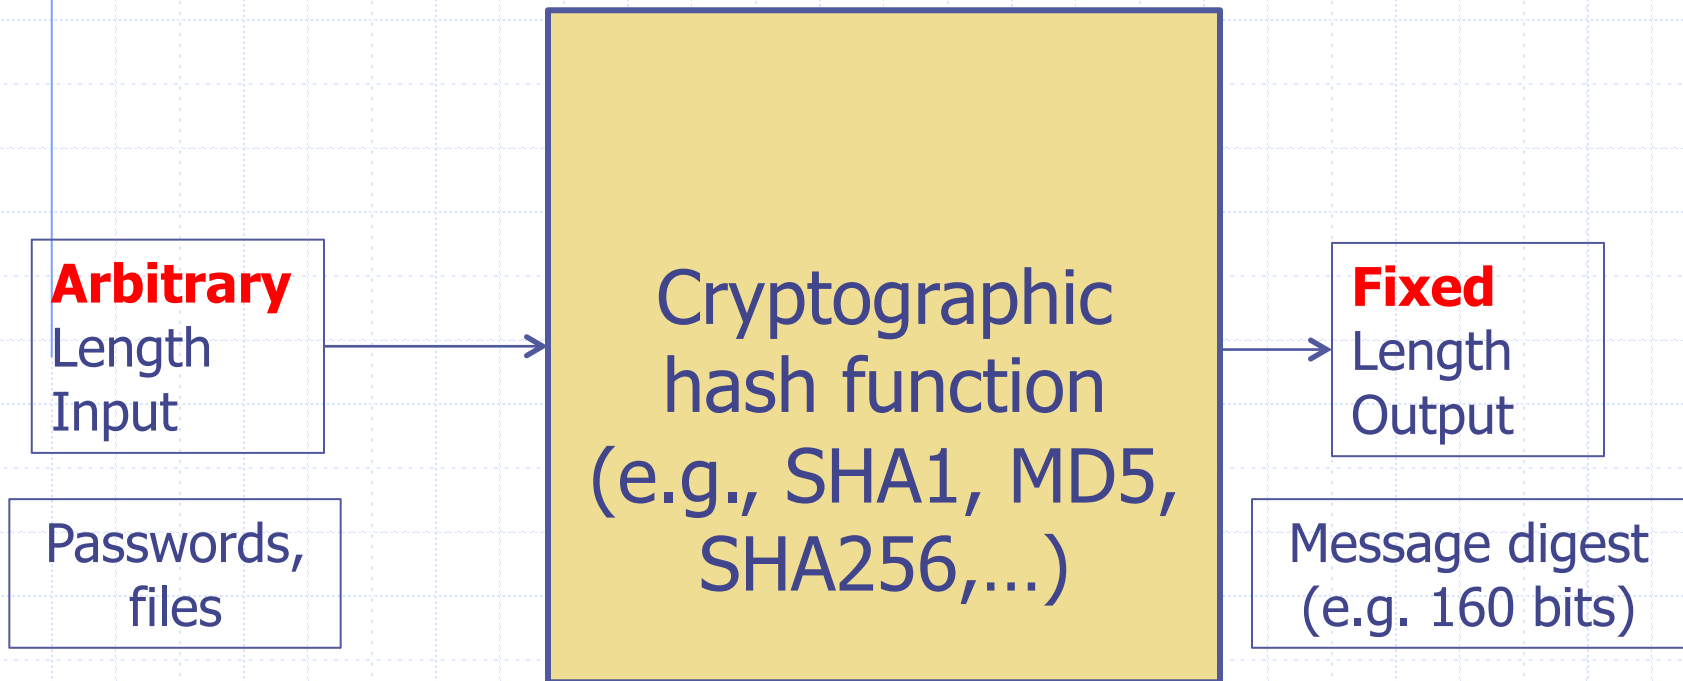 Arbitrary
Length
Input
Passwords,
files
Cryptographic
hash function
(e.g., SHA1, MD5,
SHA256,...)
Fixed
Length
Output
Message digest
(e.g. 160 bits)